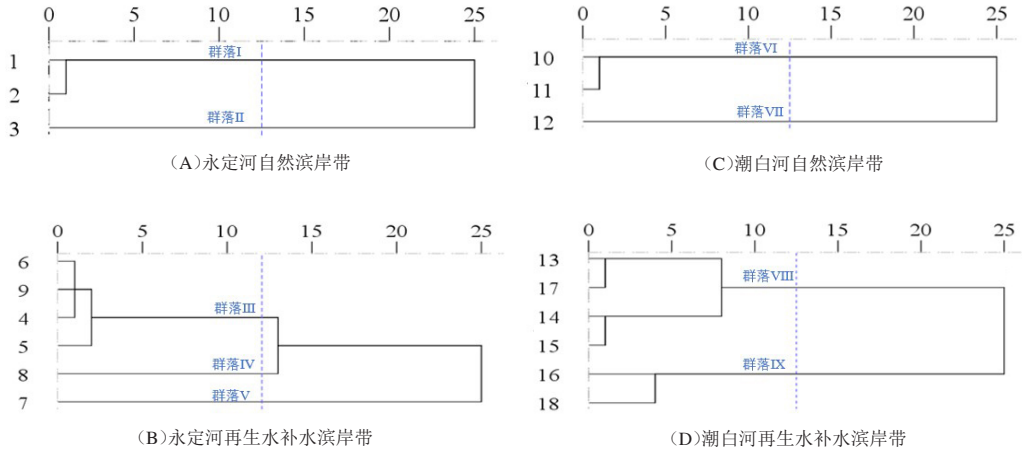 0 5 10 15 20 25
群落I
1
2
群落II
3
（A）永定河自然滨岸带
0 5 10 15 20 25
群落VI
10
11
群落VII
12
（C）潮白河自然滨岸带
0 5 10 15 20 25
6
9
群落III
4
5
群落IV
8
群落V
7
（B）永定河再生水补水滨岸带
0 5 10 15 20 25
13
群落VIII
17
14
15
群落IX
16
18
（D）潮白河再生水补水滨岸带